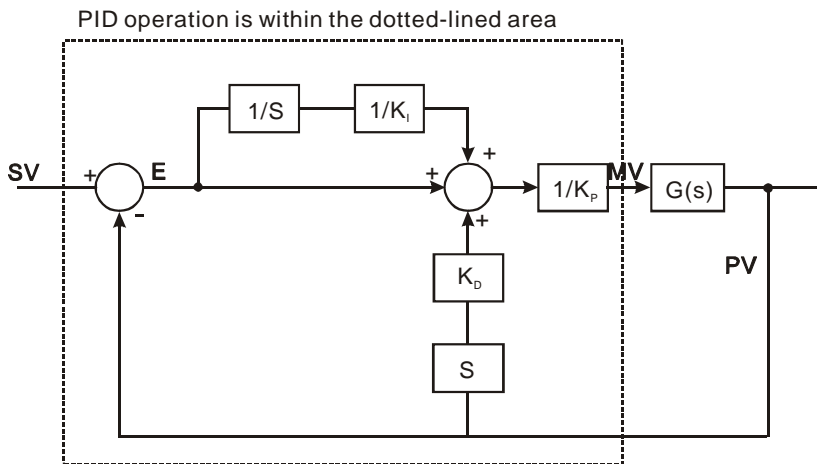 PID operation is within the dotted-lined area
1/S
1/K_I
+
SV
+
E
+
1/K_P
MV
G(s)
-
+
K_D
PV
S